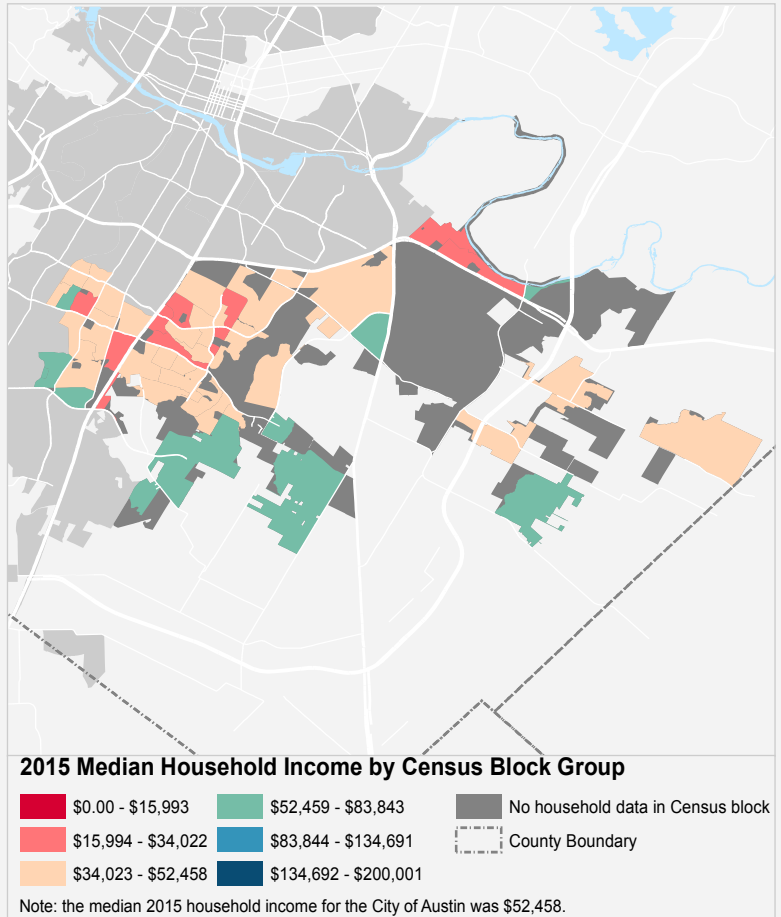 2015 Median Household Income by Census Block Group
$0.00 - $15,993
$15,994 - $34,022
$34,023 - $52,458
$52,459 - $83,843
$83,844 - $134,691
$134,692 - $200,001
No household data in Census block
County Boundary
Note: the median 2015 household income for the City of Austin was $52,458.